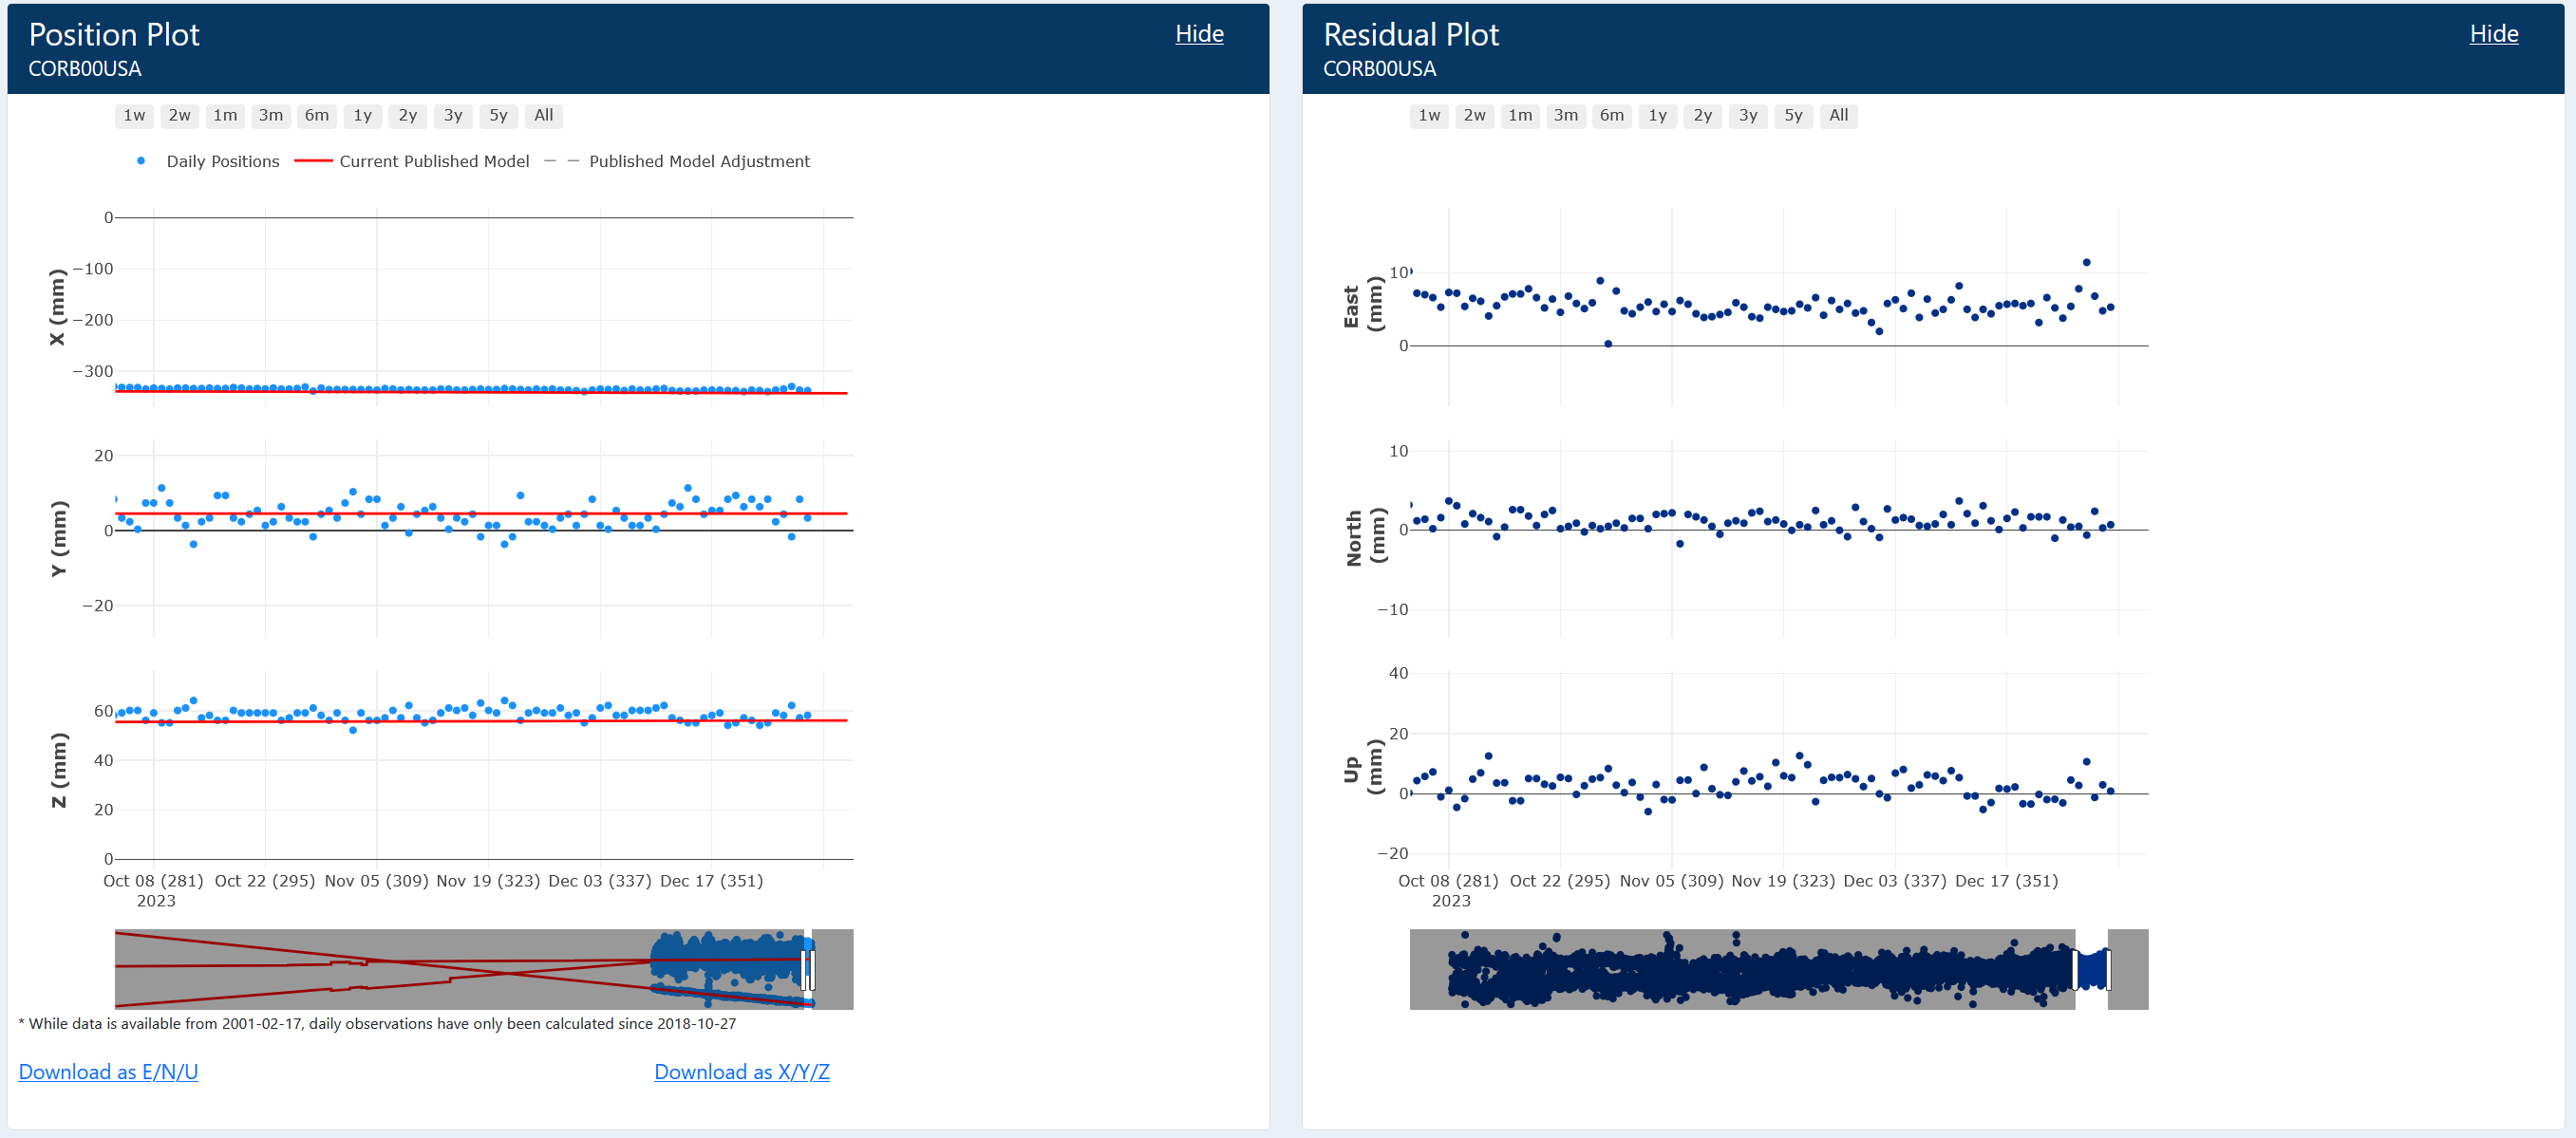 Position Plot
Hide
CORB00USA
1w 2w 1m 3m 6m 1y 2y 3y 5y All
Daily Positions Current Published Model Published Model Adjustment
X (mm)
0
−100
−200
−300
Y (mm)
20
0
−20
Z (mm)
60
40
20
0
Oct 08 (281) Oct 22 (295) Nov 05 (309) Nov 19 (323) Dec 03 (337) Dec 17 (351)
2023
* While data is available from 2001-02-17, daily observations have only been calculated since 2018-10-27
Download as E/N/U
Download as X/Y/Z
Residual Plot
Hide
CORB00USA
1w 2w 1m 3m 6m 1y 2y 3y 5y All
East
(mm)
10
0
North
(mm)
10
0
−10
Up
(mm)
40
20
0
−20
Oct 08 (281) Oct 22 (295) Nov 05 (309) Nov 19 (323) Dec 03 (337) Dec 17 (351)
2023